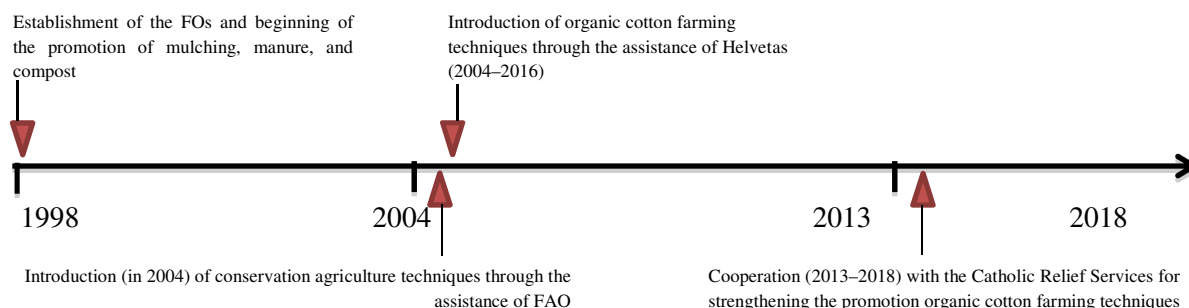 Establishment of the FOs and beginning of
the promotion of mulching, manure, and
compost
Introduction of organic cotton farming
techniques through the assistance of Helvetas
(2004–2016)
1998
2004
2013
2018
Introduction (in 2004) of conservation agriculture techniques through the
assistance of FAO
Cooperation (2013–2018) with the Catholic Relief Services for
strengthening the promotion organic cotton farming techniques